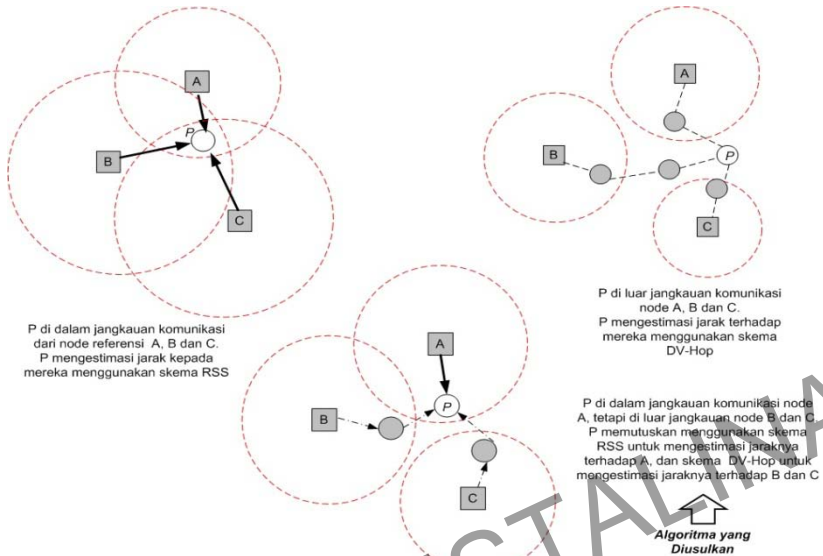 A
P
B
C
P di dalam jangkauan komunikasi
dari node referensi A, B dan C.
P mengestimasi jarak kepada
mereka menggunakan skema RSS
A
B
P
C
P di luar jangkauan komunikasi
node A, B dan C.
P mengestimasi jarak terhadap
mereka menggunakan skema
DV-Hop
A
B
P
C
P di dalam jangkauan komunikasi node
A, tetapi di luar jangkauan node B dan C
P memutuskan menggunakan skema
RSS untuk mengestimasi jaraknya
terhadap A, dan skema DV-Hop untuk
mengestimasi jaraknya terhadap B dan C
Algoritma yang
Diusulkan
STALINA